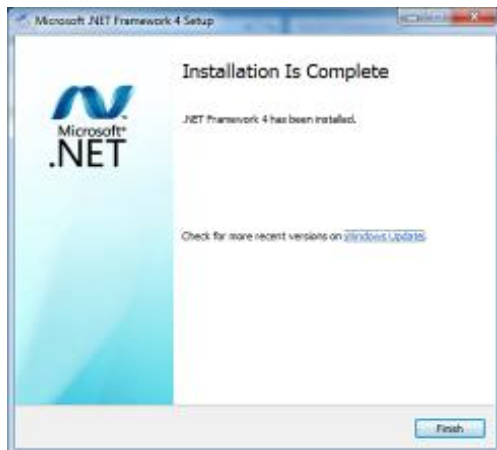 Microsoft .NET Framework 4 Setup
Installation Is Complete
Microsoft®
.NET
.NET Framework 4 has been installed.
Check for more recent versions on Windows Update.
Finish